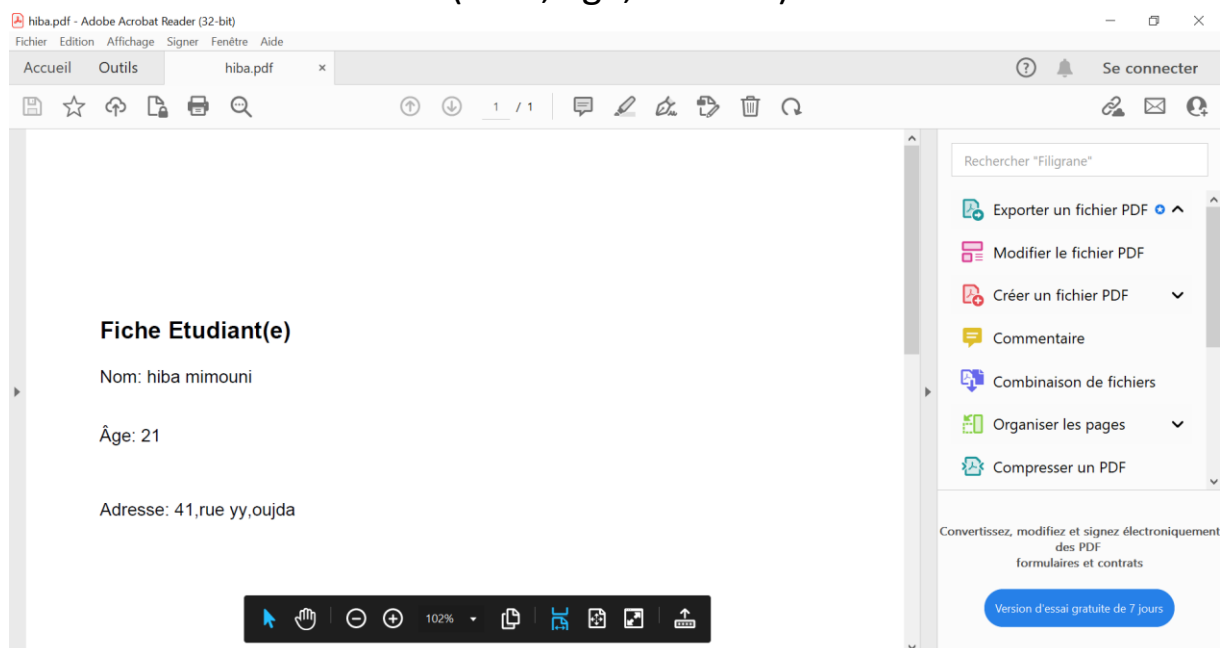 hiba.pdf - Adobe Acrobat Reader (32-bit)
Fichier Edition Affichage Signer Fenêtre Aide
Accueil Outils hiba.pdf × Se connecter
1 / 1
Rechercher "Filigrane"
Exporter un fichier PDF
Modifier le fichier PDF
Créer un fichier PDF
Commentaire
Combinaison de fichiers
Organiser les pages
Compresser un PDF
Convertissez, modifiez et signez électroniquement
des PDF
formulaires et contrats
Version d'essai gratuite de 7 jours
Fiche Etudiant(e)
Nom: hiba mimouni
Âge: 21
Adresse: 41,rue yy,oujda
102%